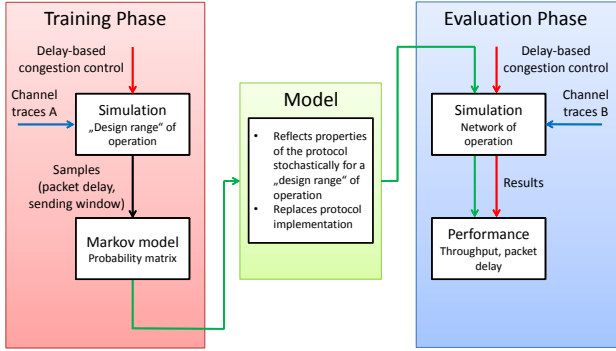 Training Phase
Delay-based
congestion control
Channel
traces A
Simulation
„Design range“ of
operation
Samples
(packet delay,
sending window)
Markov model
Probability matrix
Model
• Reflects properties
of the protocol
stochastically for a
„design range“ of
operation
• Replaces protocol
implementation
Evaluation Phase
Delay-based
congestion control
Simulation
Network of
operation
Channel
traces B
Results
Performance
Throughput, packet
delay